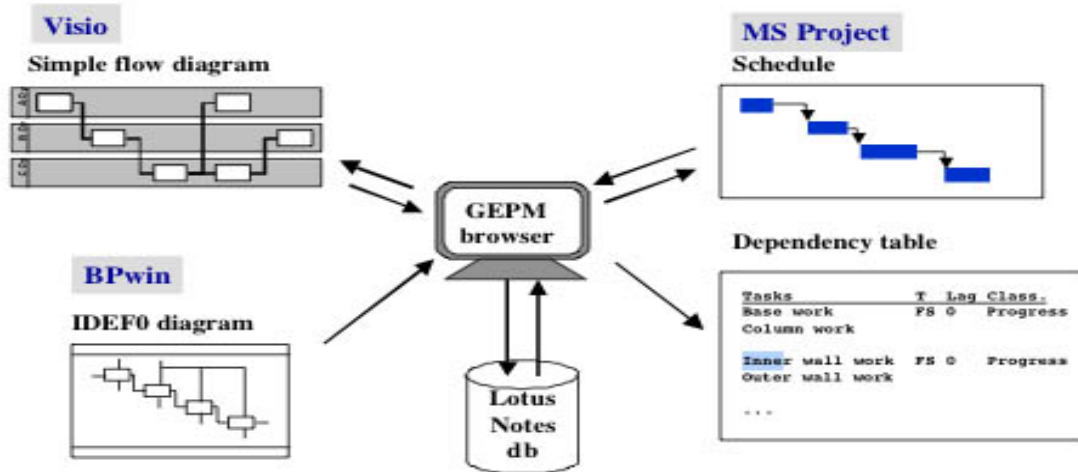 Visio
Simple flow diagram
MS Project
Schedule
GEPM
browser
BPwin
IDEF0 diagram
Lotus
Notes
db
Dependency table
Tasks T Lag Class.
Base work FS 0 Progress
Column work
Inner wall work FS 0 Progress
Outer wall work
...